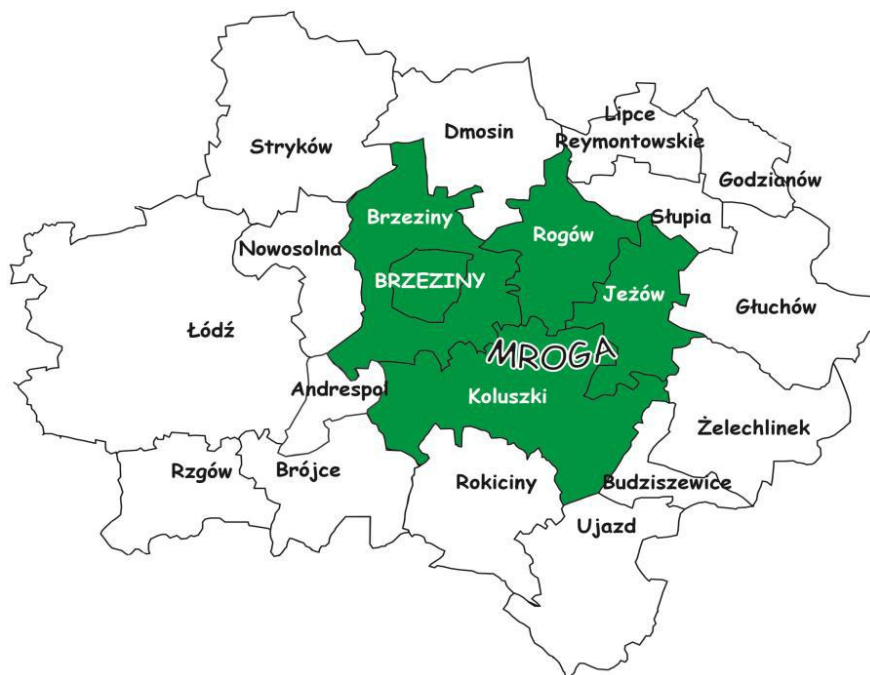 Lipce
Reymontowskie
Dmosin
Stryków
Godzianów
Brzeziny
Słupia
Rogów
Nowosolna
BRZEZINY
Jeżów
Głuchów
Łódź
MROGA
Andrespol
Koluszki
Żelechlinek
Rzgów
Brójce
Rokiciny
Budziszewice
Ujazd